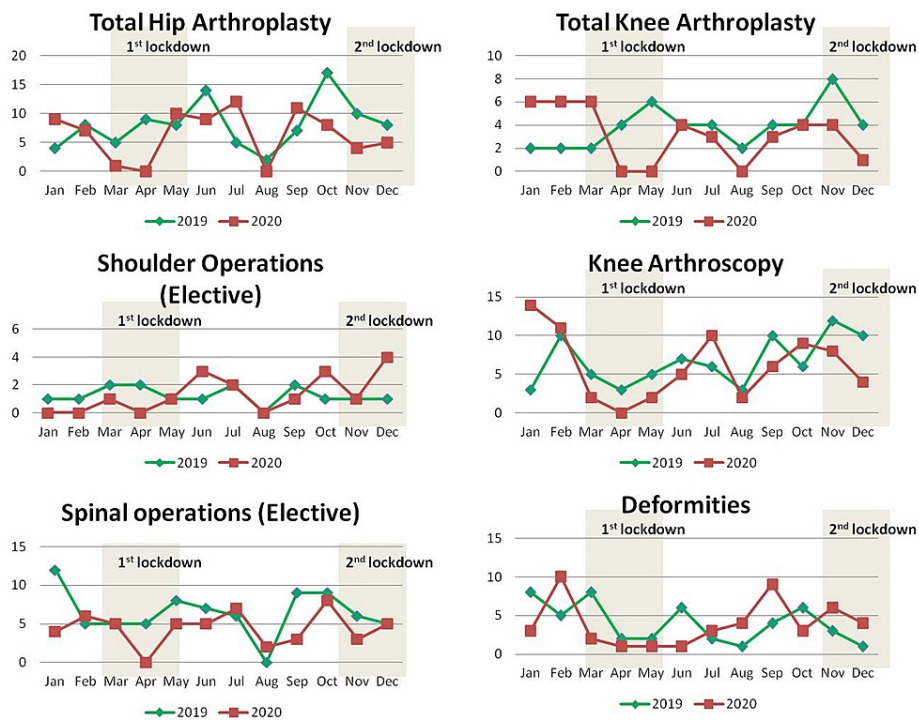 Total Hip Arthroplasty
1st lockdown
2nd lockdown
20
15
10
5
0
Jan Feb Mar Apr May Jun Jul Aug Sep Oct Nov Dec
2019 2020
Total Knee Arthroplasty
1st lockdown
2nd lockdown
10
8
6
4
2
0
Jan Feb Mar Apr May Jun Jul Aug Sep Oct Nov Dec
2019 2020
Shoulder Operations
(Elective)
1st lockdown
2nd lockdown
6
4
2
0
Jan Feb Mar Apr May Jun Jul Aug Sep Oct Nov Dec
2019 2020
Knee Arthroscopy
1st lockdown
2nd lockdown
15
10
5
0
Jan Feb Mar Apr May Jun Jul Aug Sep Oct Nov Dec
2019 2020
Spinal operations (Elective)
1st lockdown
2nd lockdown
15
10
5
0
Jan Feb Mar Apr May Jun Jul Aug Sep Oct Nov Dec
2019 2020
Deformities
1st lockdown
2nd lockdown
15
10
5
0
Jan Feb Mar Apr May Jun Jul Aug Sep Oct Nov Dec
2019 2020